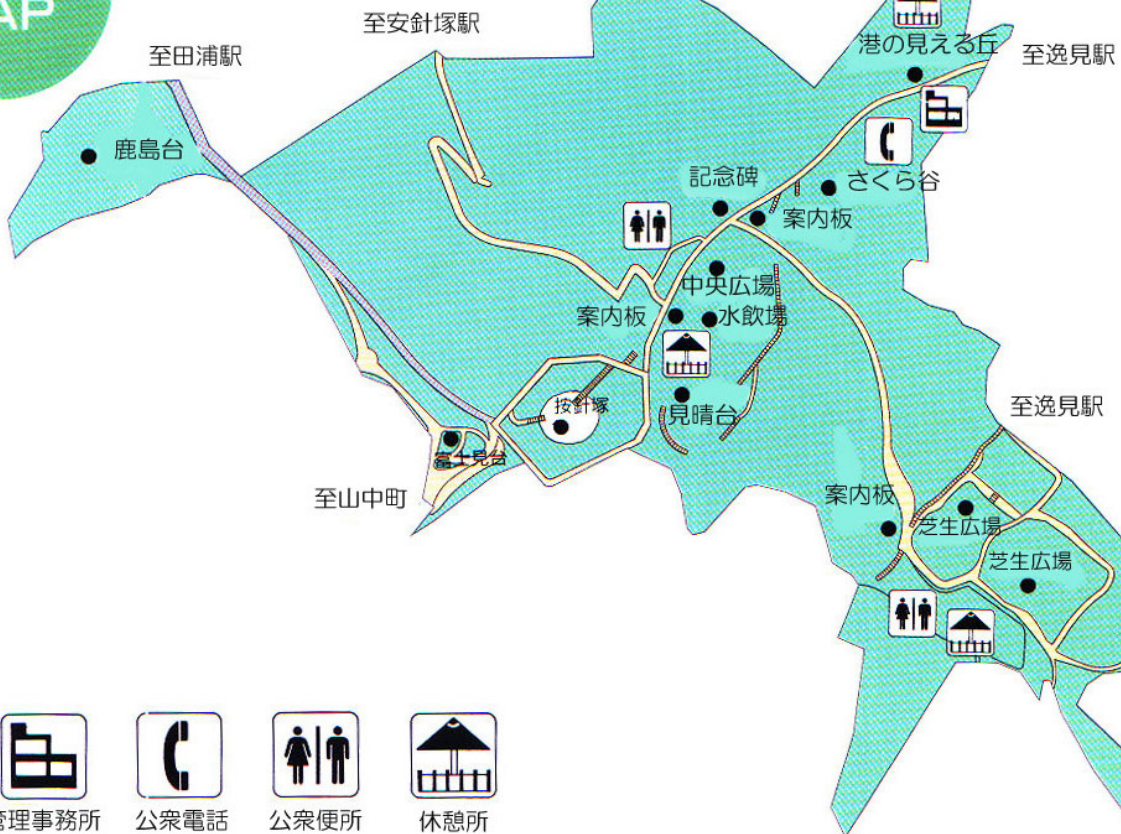 AP
至安針塚駅
港の見える丘
至田浦駅
至逸見駅
鹿島台
記念碑
さくら谷
案内板
中央広場
案内板
水飲場
按針塚
見晴台
至逸見駅
富士見台
至山中町
案内板
芝生広場
芝生広場
管理事務所
公衆電話
公衆便所
休憩所